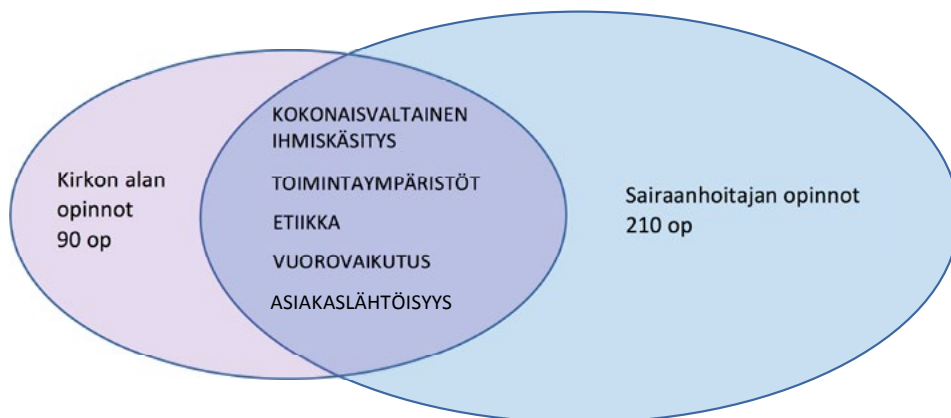 Kirkon alan
opinnot
90 op
KOKONAISVALTAINEN
IHMISKÄSITYS
TOIMINTAYMPÄRISTÖT
ETIIKKA
VUOROVAIKUTUS
ASIAKASLÄHTÖISYYS
Sairaanhoitajan opinnot
210 op